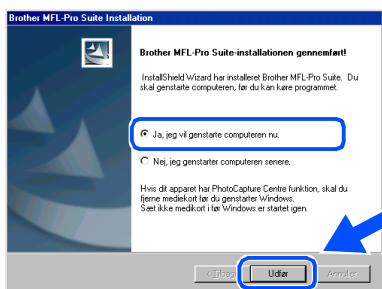 Brother MFL-Pro Suite Installation
Brother MFL-Pro Suite-installationen gennemført!
InstallShield Wizard har installeret Brother MFL-Pro Suite. Du
skal genstarte computeren, før du kan køre programmet.
Ja, jeg vil genstarte computeren nu.
Nej, jeg genstarter computeren senere.
Hvis dit apparat har PhotoCapture Centre funktion, skal du
fjerne mediekort før du genstarter Windows.
Sæt ikke medikort i før Windows er startet igen.
< Tilbage Udfør Annuller